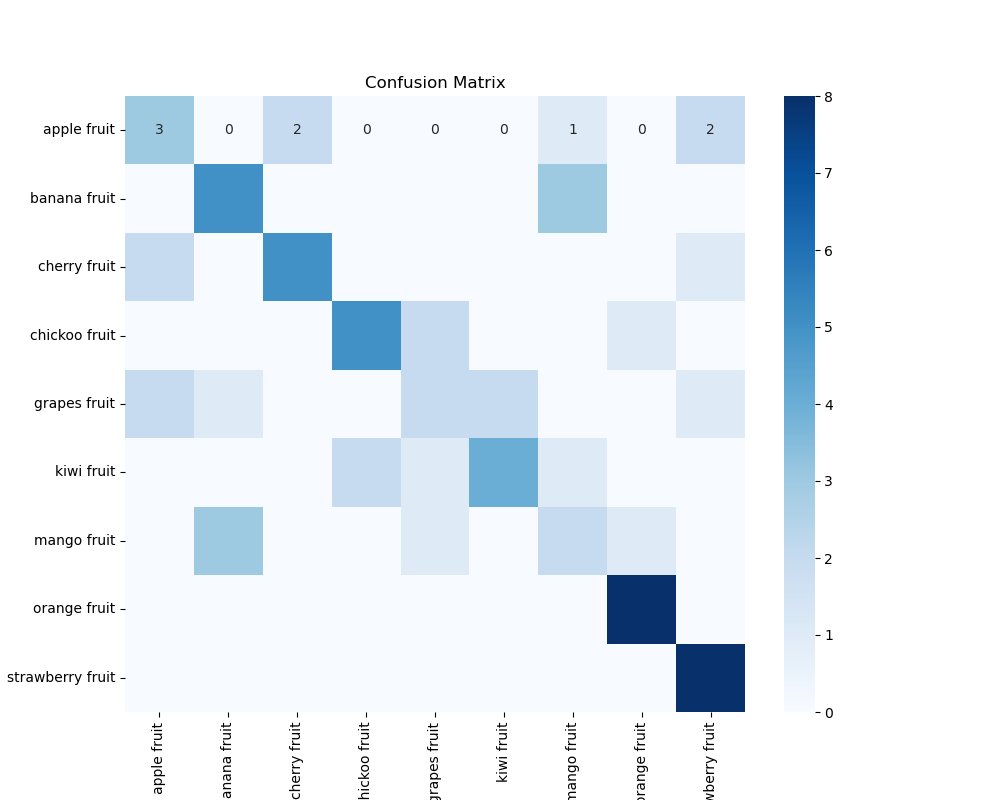 Confusion Matrix
apple fruit
3 0 2 0 0 0 1 0 2
banana fruit
cherry fruit
chickoo fruit
grapes fruit
kiwi fruit
mango fruit
orange fruit
strawberry fruit
apple fruit
anana fruit
cherry fruit
hickoo fruit
grapes fruit
kiwi fruit
mango fruit
orange fruit
wberry fruit
8
7
6
5
4
3
2
1
0